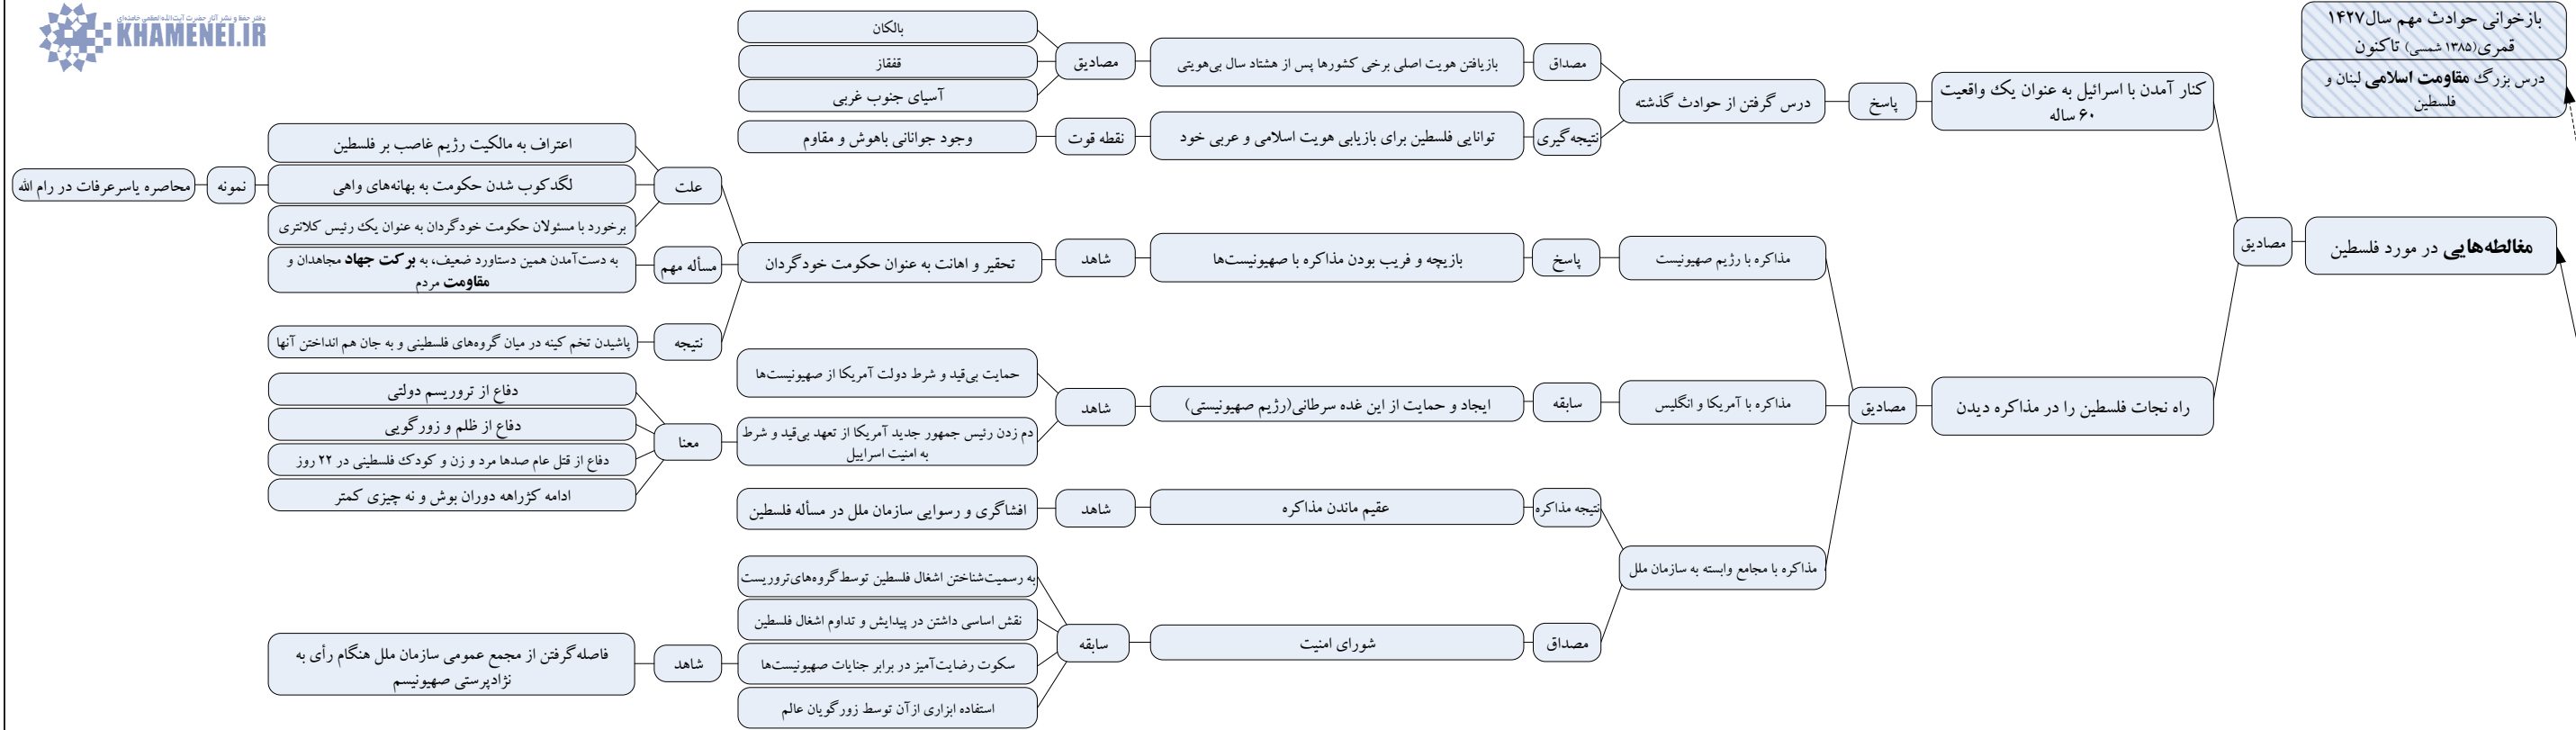 دفتر حفظ و نشر آثار حضرت آیت‌الله‌العظمی خامنه‌ای
KHAMENEI.IR
بازخوانی حوادث مهم سال۱۴۲۷
قمری(۱۳۸۵ شمسی) تاکنون
درس بزرگ مقاومت اسلامی لبنان و
فلسطین
مغالطه‌هایی در مورد فلسطین
مصادیق
کنار آمدن با اسرائیل به عنوان یک واقعیت
۶۰ ساله
پاسخ
درس گرفتن از حوادث گذشته
مصداق
بازیافتن هویت اصلی برخی کشورها پس از هشتاد سال بی‌هویتی
مصادیق
بالکان
قفقاز
آسیای جنوب غربی
نتیجه‌گیری
توانایی فلسطین برای بازیابی هویت اسلامی و عربی خود
نقطه قوت
وجود جوانانی باهوش و مقاوم
راه نجات فلسطین را در مذاکره دیدن
مصادیق
مذاکره با رژیم صهیونیست
پاسخ
بازیچه و فریب بودن مذاکره با صهیونیست‌ها
شاهد
تحقیر و اهانت به عنوان حکومت خودگردان
علت
اعتراف به مالکیت رژیم غاصب بر فلسطین
لگدکوب شدن حکومت به بهانه‌های واهی
نمونه
محاصره یاسرعرفات در رام الله
برخورد با مسئولان حکومت خودگردان به عنوان یک رئیس کلانتری
مسأله مهم
به دست‌آمدن همین دستاورد ضعیف، به برکت جهاد مجاهدان و
مقاومت مردم
نتیجه
پاشیدن تخم کینه در میان گروه‌های فلسطینی و به جان هم انداختن آنها
مذاکره با آمریکا و انگلیس
سابقه
ایجاد و حمایت از این غده سرطانی(رژیم صهیونیستی)
شاهد
حمایت بی‌قید و شرط دولت آمریکا از صهیونیست‌ها
دم زدن رئیس جمهور جدید آمریکا از تعهد بی‌قید و شرط
به امنیت اسراییل
معنا
دفاع از تروریسم دولتی
دفاع از ظلم و زورگویی
دفاع از قتل عام صدها مرد و زن و کودک فلسطینی در ۲۲ روز
ادامه کژراهه دوران بوش و نه چیزی کمتر
مذاکره با مجامع وابسته به سازمان ملل
نتیجه مذاکره
عقیم ماندن مذاکره
شاهد
افشاگری و رسوایی سازمان ملل در مسأله فلسطین
مصداق
شورای امنیت
سابقه
به رسمیت‌شناختن اشغال فلسطین توسط گروه‌های‌تروریست
نقش اساسی داشتن در پیدایش و تداوم اشغال فلسطین
سکوت رضایت‌آمیز در برابر جنایات صهیونیست‌ها
شاهد
فاصله‌گرفتن از مجمع عمومی سازمان ملل هنگام رأی به
نژادپرستی صهیونیسم
استفاده ابزاری ازآن توسط زورگویان عالم